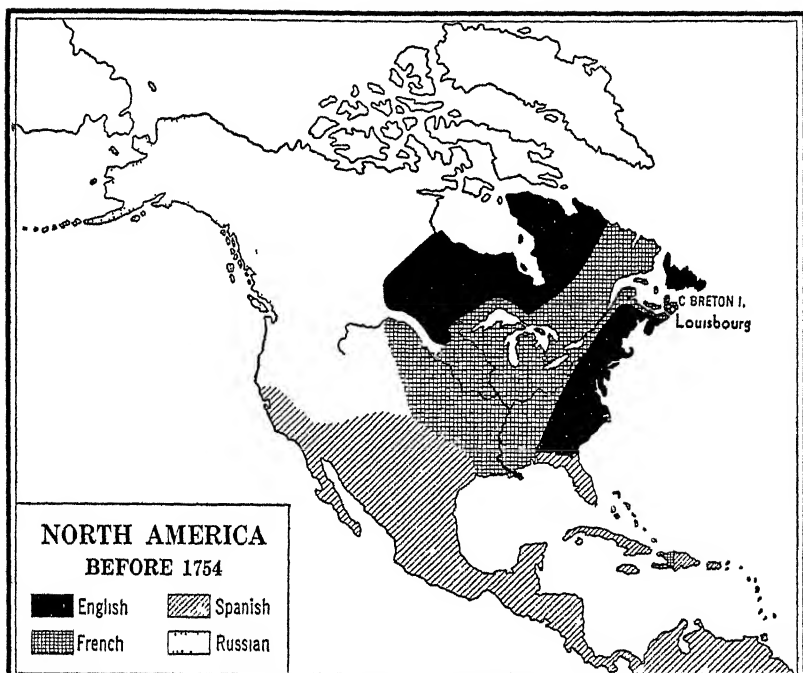 C BRETON I,
Louisbourg
NORTH AMERICA
BEFORE 1754
English
Spanish
French
Russian